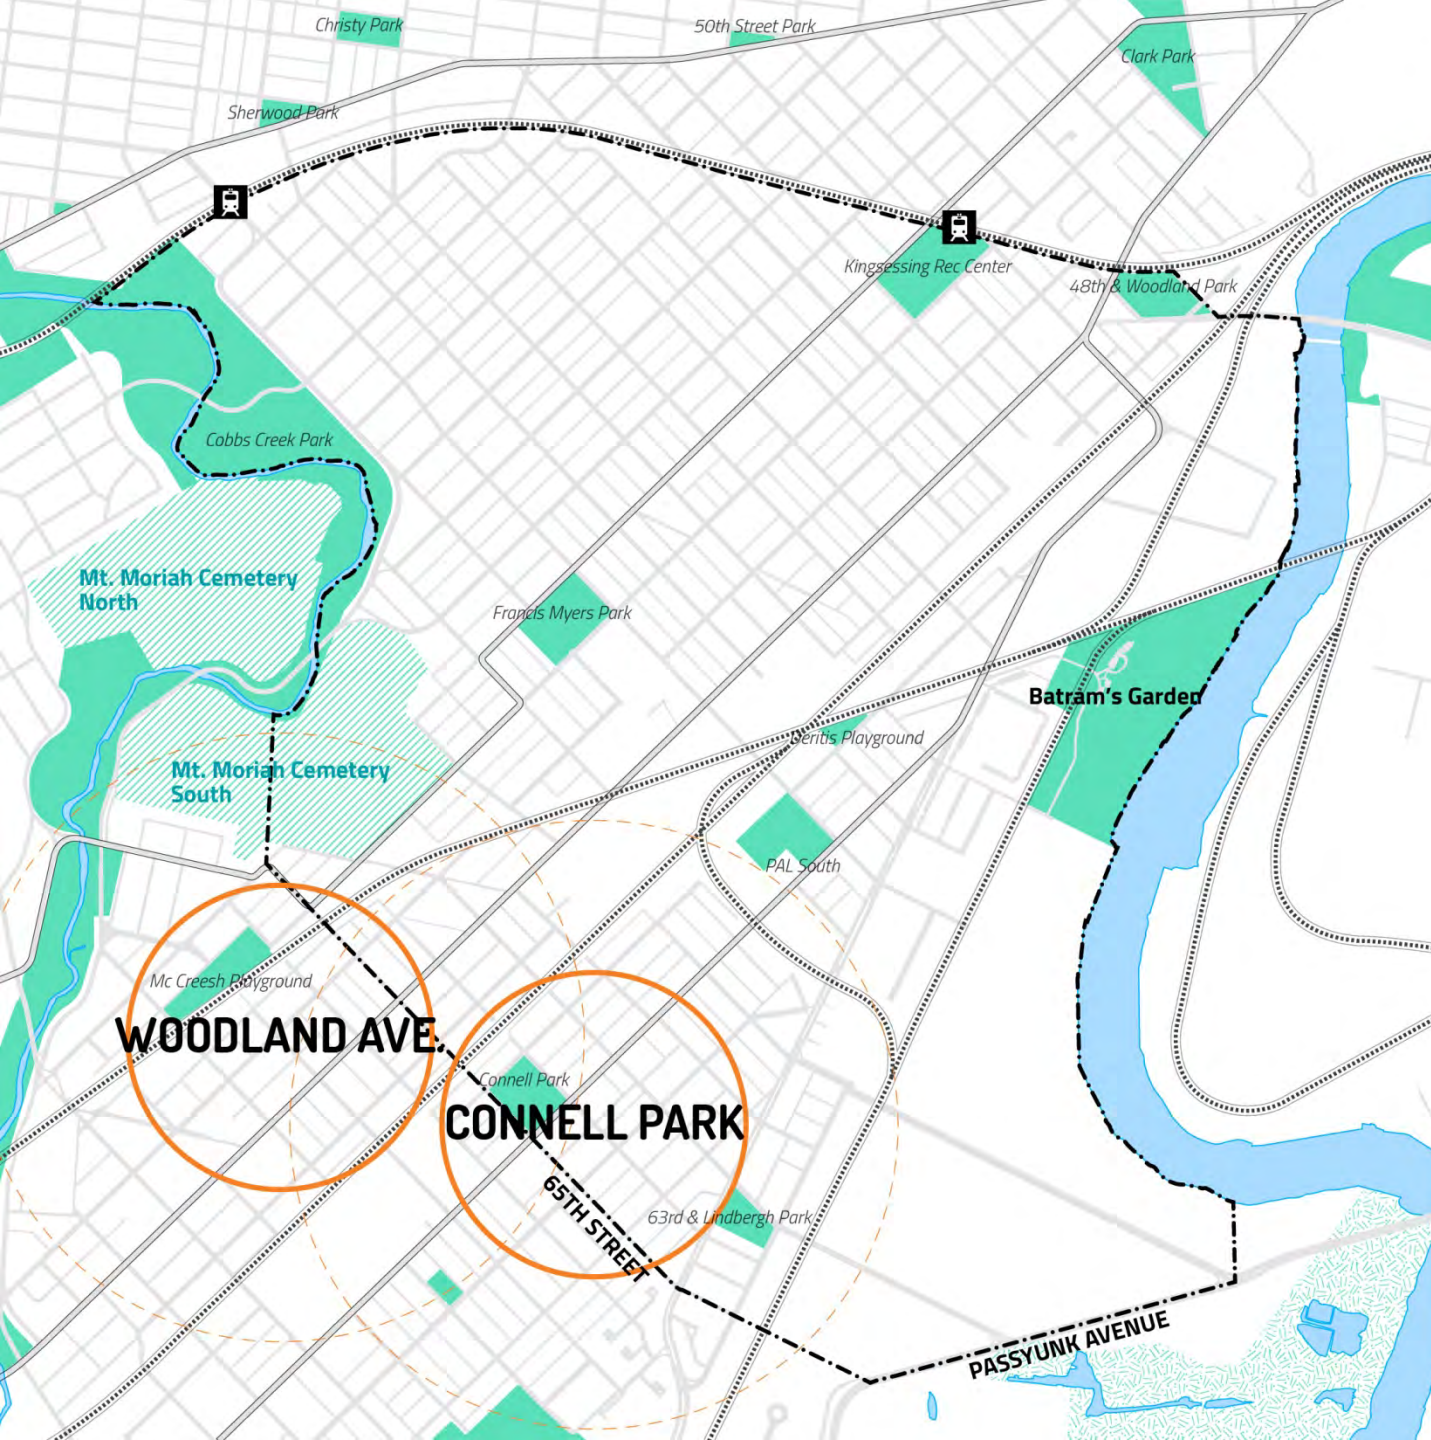 Christy Park
50th Street Park
Clark Park
Sherwood Park
Kingsessing Rec Center
48th & Woodland Park
Cobbs Creek Park
Mt. Moriah Cemetery
North
Francis Myers Park
Batram's Garden
Deritis Playground
Mt. Moriah Cemetery
South
PAL South
Mc Creesh Playground
WOODLAND AVE.
Connell Park
CONNELL PARK
65TH STREET
63rd & Lindbergh Park
PASSYUNK AVENUE